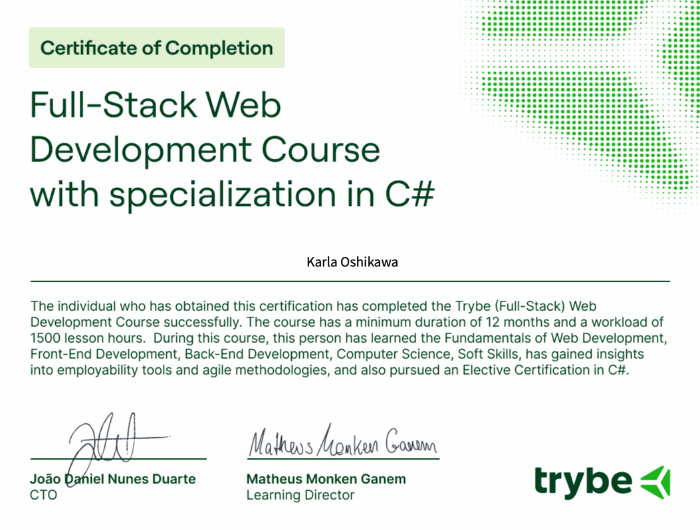 Certificate of Completion
Full-Stack Web
Development Course
with specialization in C#
Karla Oshikawa
The individual who has obtained this certification has completed the Trybe (Full-Stack) Web
Development Course successfully. The course has a minimum duration of 12 months and a workload of
1500 lesson hours.  During this course, this person has learned the Fundamentals of Web Development,
Front-End Development, Back-End Development, Computer Science, Soft Skills, has gained insights
into employability tools and agile methodologies, and also pursued an Elective Certification in C#.
Matheus Monken Ganem
João Daniel Nunes Duarte
CTO
Matheus Monken Ganem
Learning Director
trybe